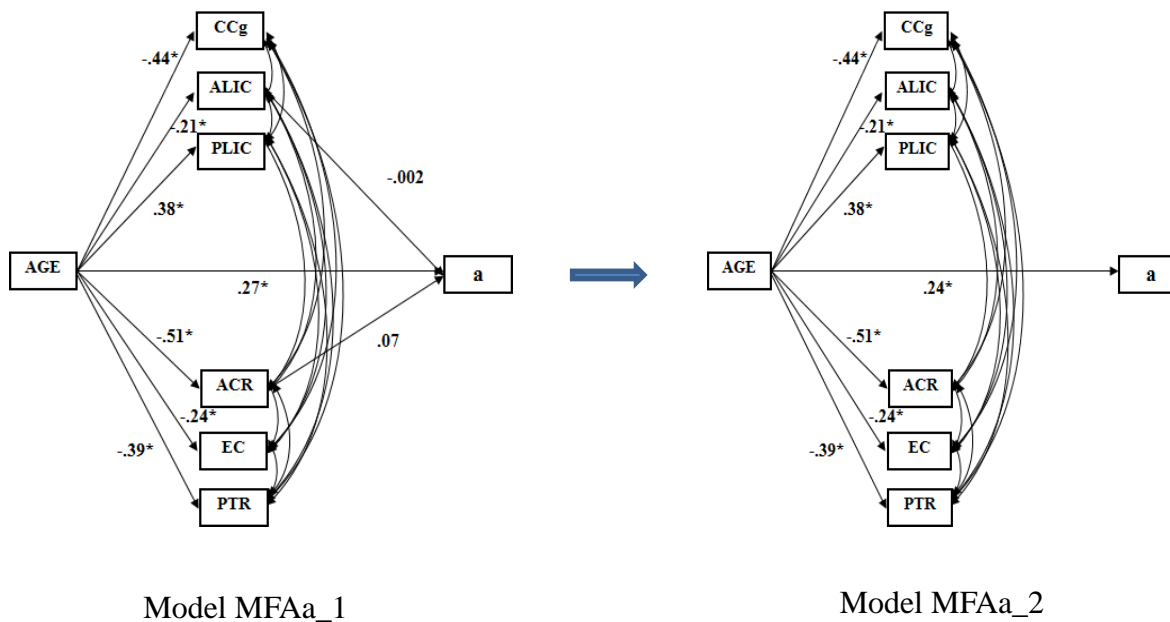 CCg
-.44*
ALIC
-.21*
PLIC
-.002
.38*
AGE
a
.27*
-.51*
.07
ACR
-.24*
EC
-.39*
PTR
Model MFAa_1
CCg
-.44*
ALIC
-.21*
PLIC
.38*
AGE
a
.24*
-.51*
ACR
-.24*
EC
-.39*
PTR
Model MFAa_2